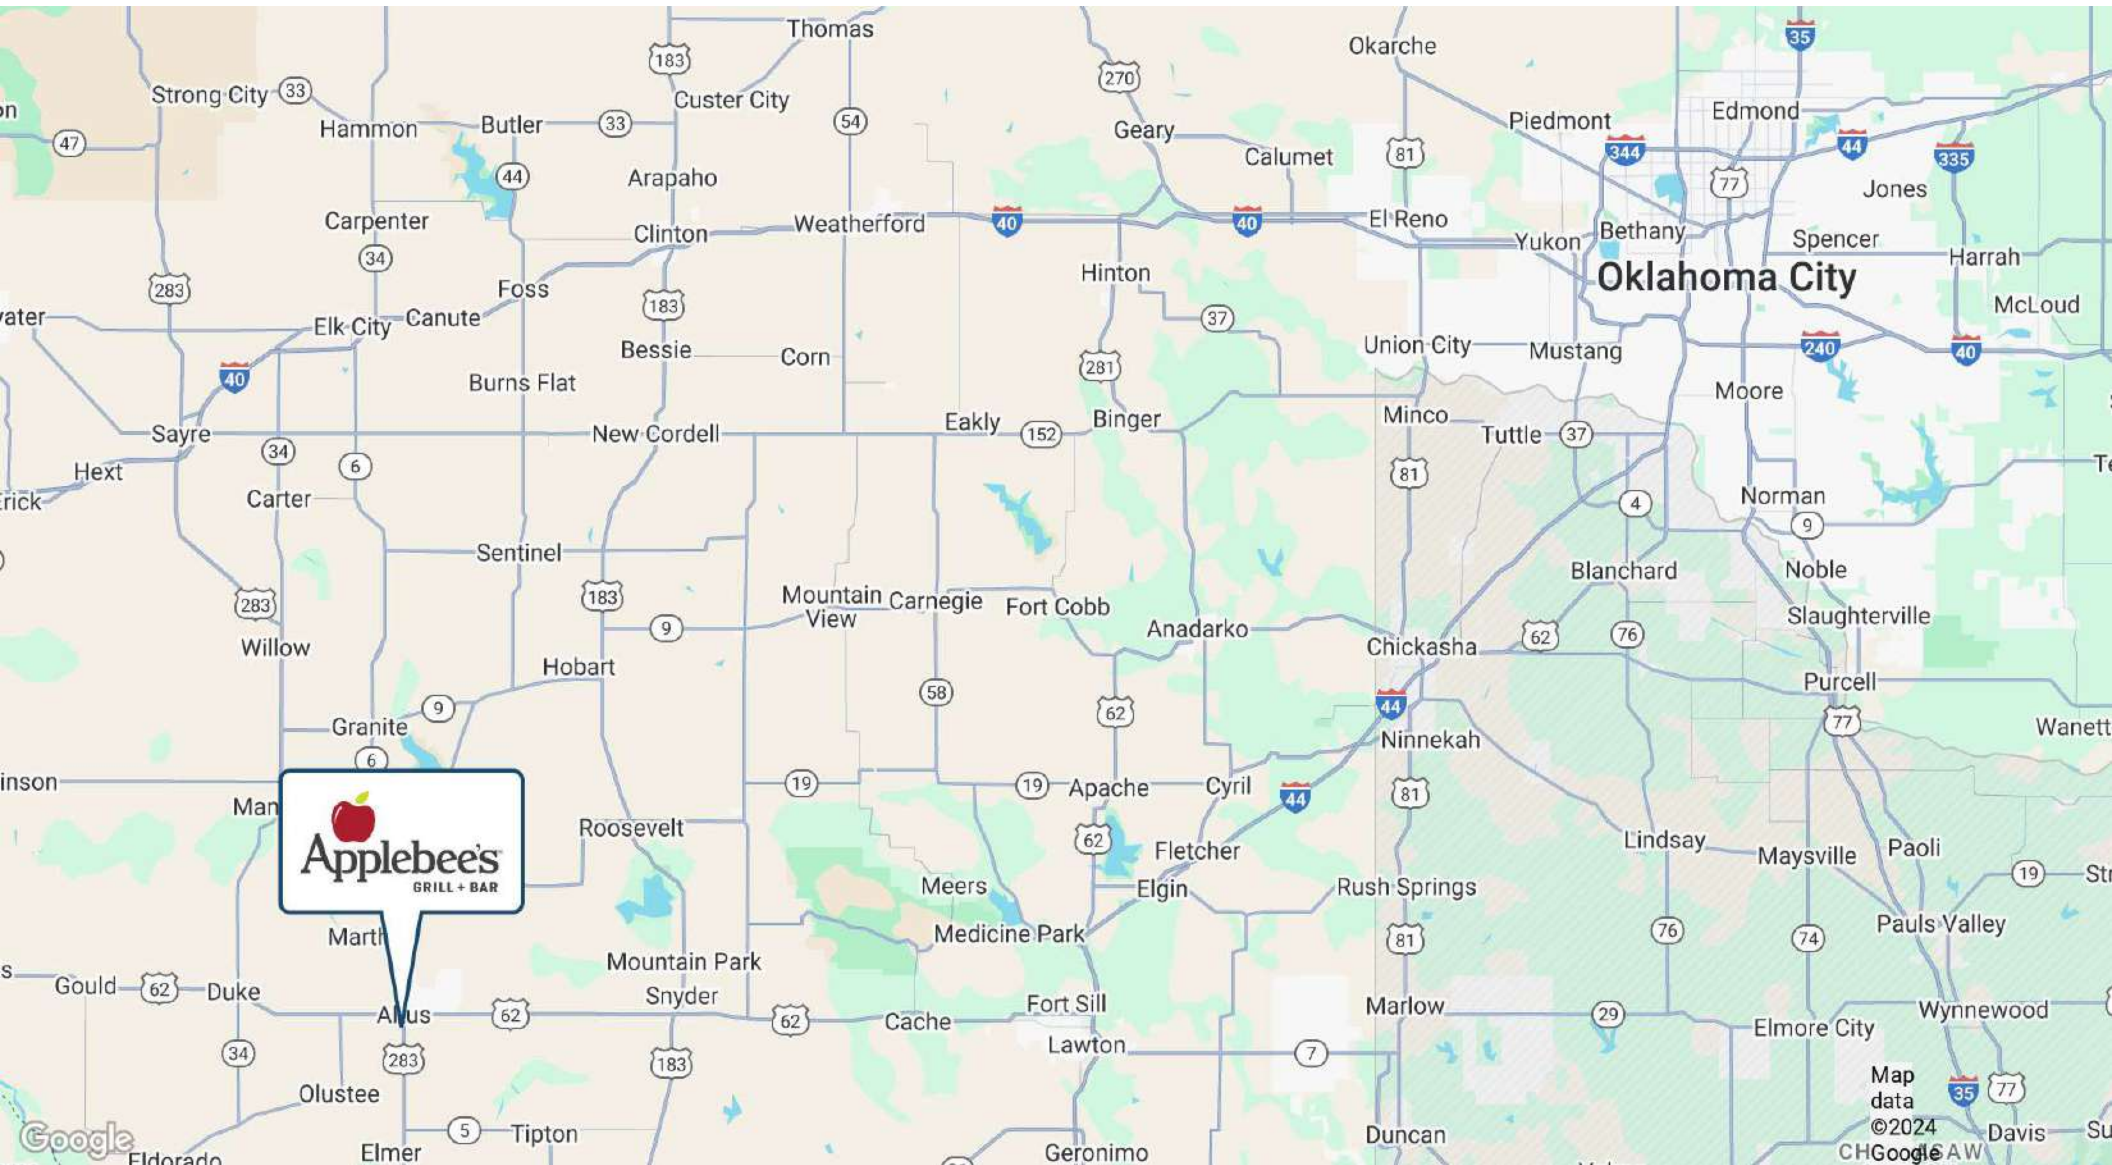 Thomas
Okarche
35
183
270
Strong City
33
Custer City
Edmond
Hammon
Butler
33
54
Geary
Piedmont
47
Calumet
81
344
44
335
44
Arapaho
77
Jones
Carpenter
Clinton
Weatherford
40
40
El Reno
Yukon
Bethany
Spencer
Harrah
34
283
Foss
Hinton
Oklahoma City
183
McLoud
Elk City
Canute
37
Bessie
Corn
Union City
Mustang
240
40
40
Burns Flat
281
Moore
Sayre
New Cordell
Eakly
152
Binger
Minco
Tuttle
37
34
6
Hext
81
Carter
4
Norman
9
Sentinel
Blanchard
Noble
283
183
Mountain
View
Carnegie
Fort Cobb
Slaughterville
9
Anadarko
62
76
Willow
Chickasha
Hobart
Purcell
58
44
9
62
77
Granite
Ninnekah
6
19
19
Apache
Cyril
44
81
Applebee's
GRILL + BAR
Roosevelt
62
Fletcher
Lindsay
Maysville
Paoli
Meers
Elgin
Rush Springs
19
Medicine Park
81
76
74
Pauls Valley
Mountain Park
Gould
62
Duke
Snyder
Fort Sill
Marlow
Wynnewood
62
62
Cache
29
Elmore City
34
283
183
Lawton
7
Olustee
Map
data
©2024
Google
35
77
Google
5
Tipton
Duncan
Davis
Elmer
Geronimo